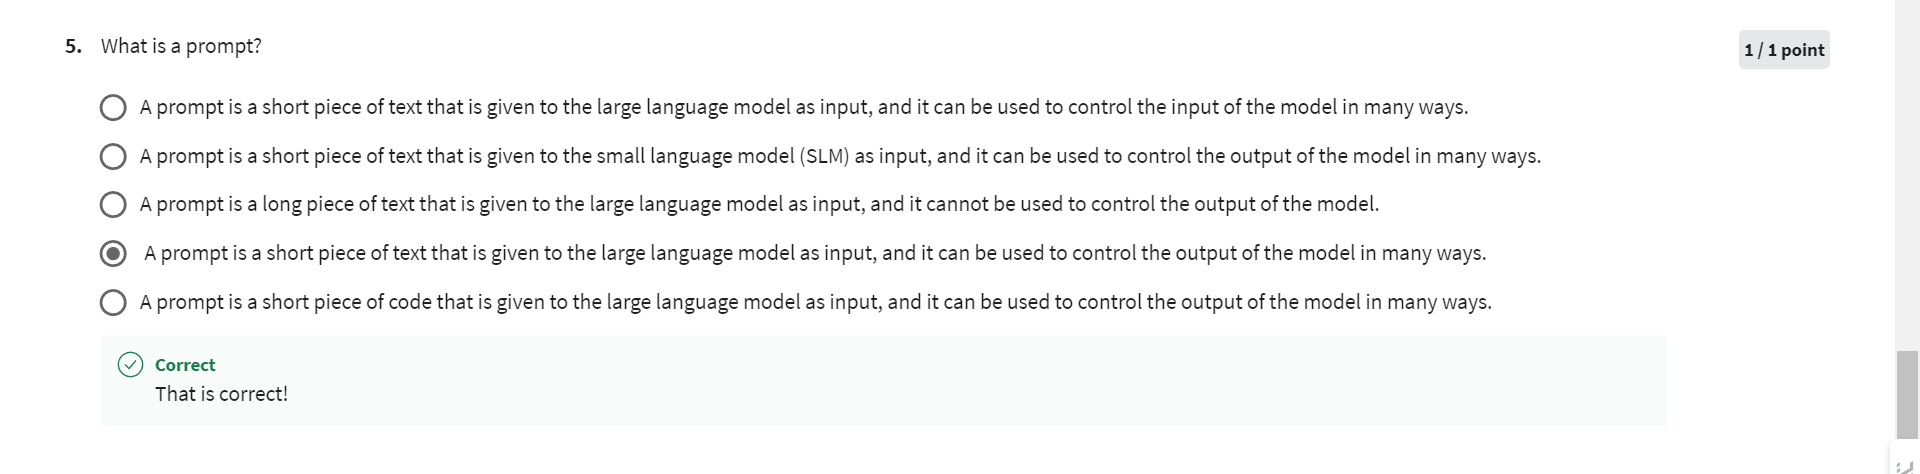 5. What is a prompt?
1 / 1 point
A prompt is a short piece of text that is given to the large language model as input, and it can be used to control the input of the model in many ways.
A prompt is a short piece of text that is given to the small language model (SLM) as input, and it can be used to control the output of the model in many ways.
A prompt is a long piece of text that is given to the large language model as input, and it cannot be used to control the output of the model.
A prompt is a short piece of text that is given to the large language model as input, and it can be used to control the output of the model in many ways.
A prompt is a short piece of code that is given to the large language model as input, and it can be used to control the output of the model in many ways.
Correct
That is correct!